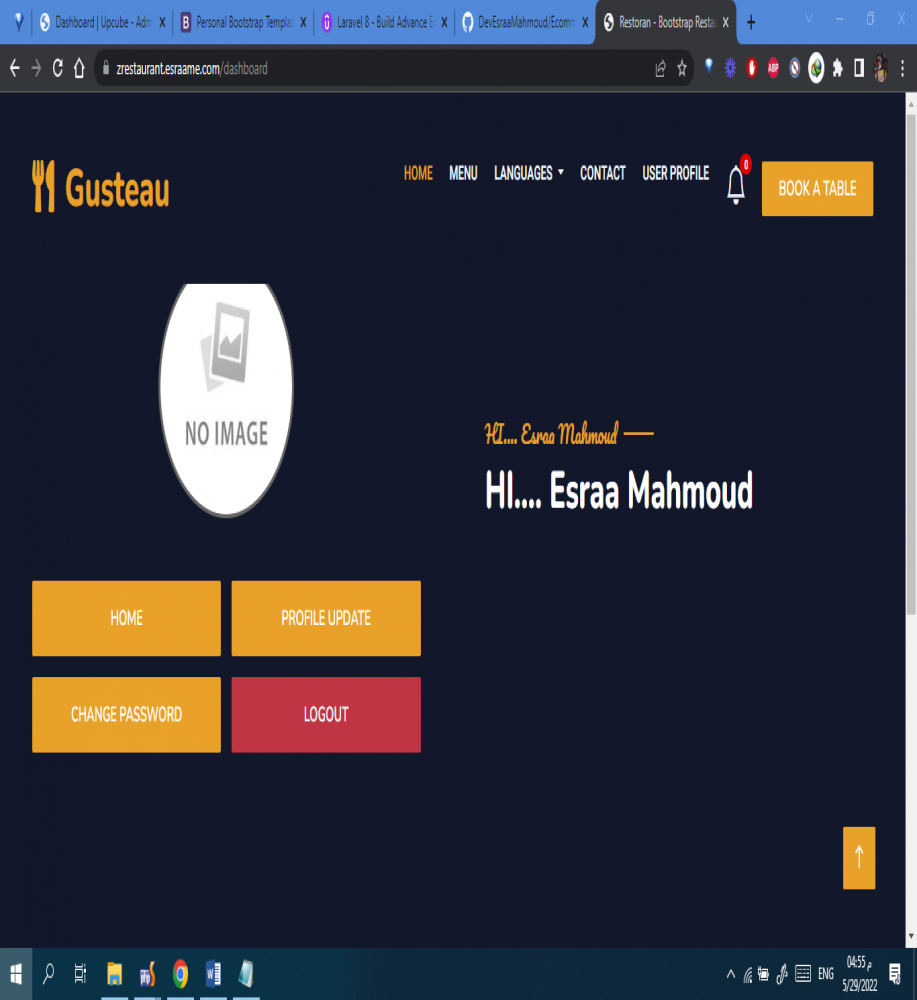 Dashboard | Upcube - Adm
Personal Bootstrap Templat
Laravel 8 - Build Advance E
DevEsraaMahmoud/Ecomm
Restoran - Bootstrap Resta
zrestaurant.esraame.com/dashboard
ABP
Gusteau
HOME
MENU
LANGUAGES
CONTACT
USER PROFILE
0
BOOK A TABLE
NO IMAGE
HI.... Esraa Mahmoud
HI.... Esraa Mahmoud
HOME
PROFILE UPDATE
CHANGE PASSWORD
LOGOUT
ENG
04:55 م
5/29/2022